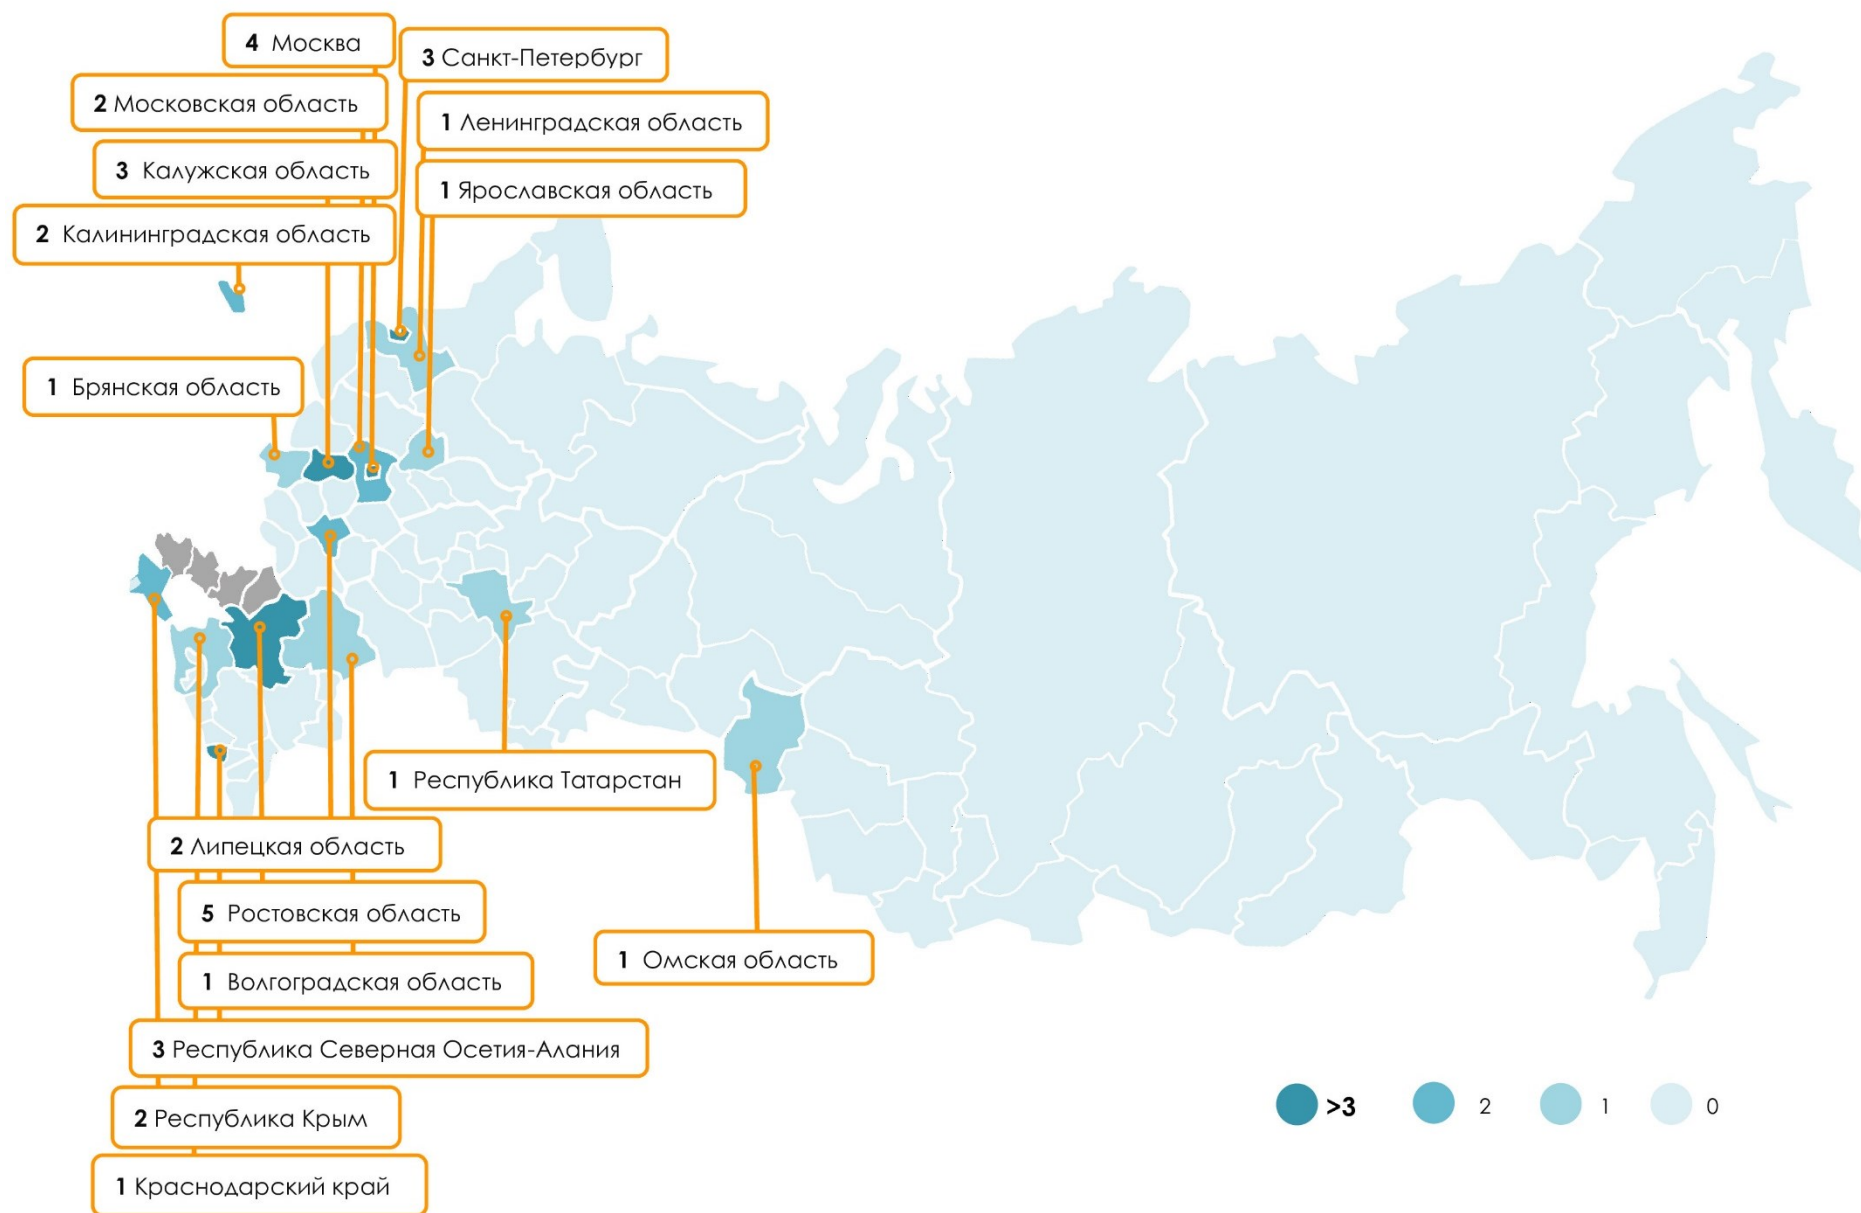 4 Москва
3 Санкт-Петербург
2 Московская область
1 Ленинградская область
3 Калужская область
1 Ярославская область
2 Калининградская область
1 Брянская область
1 Республика Татарстан
2 Липецкая область
5 Ростовская область
1 Омская область
1 Волгоградская область
3 Республика Северная Осетия-Алания
2 Республика Крым
1 Краснодарский край
>3 2 1 0